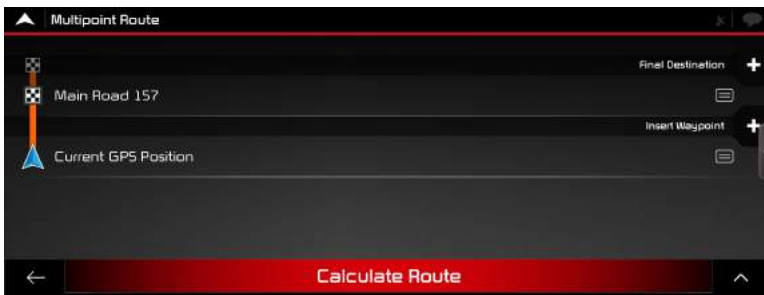 Multipoint Route
Final Destination
Main Road 157
Insert Waypoint
Current GPS Position
Calculate Route